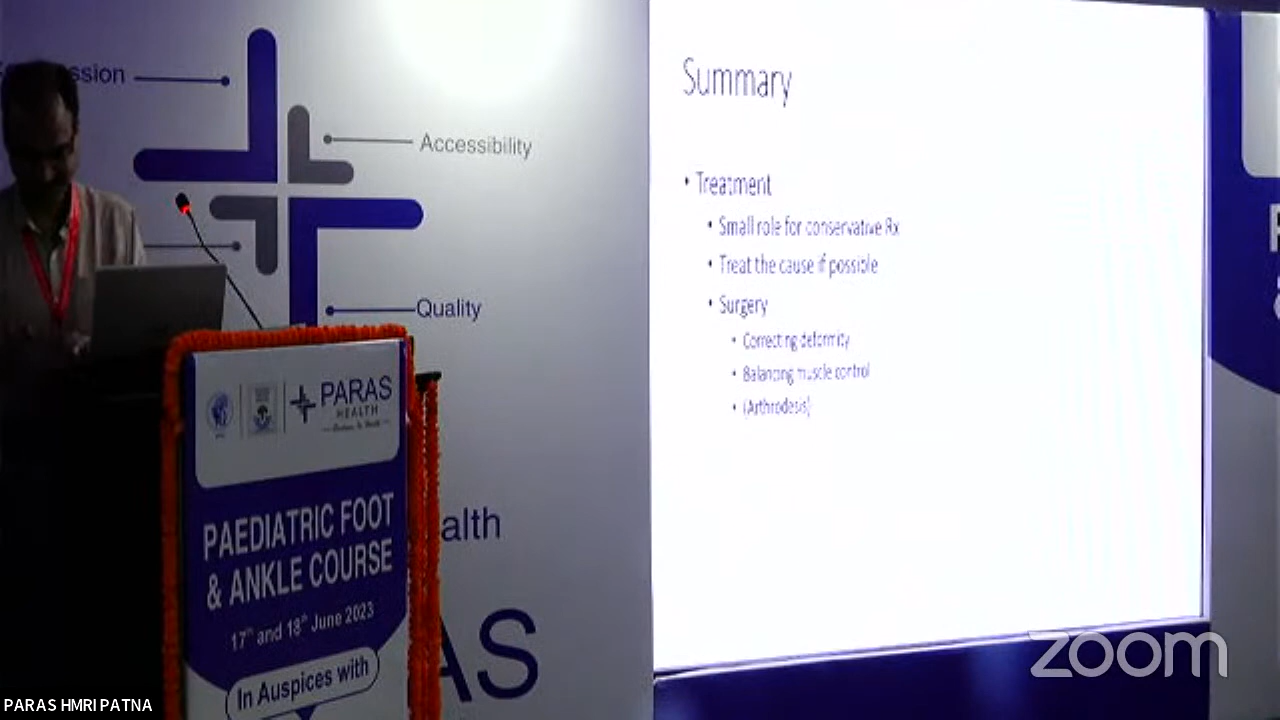 ssion
Accessibility
Quality
PARAS
HEALTH
PAEDIATRIC FOOT
& ANKLE COURSE
17th and 18th June 2023
In Auspices with
alth
AS
Summary
• Treatment
• Small role for conservative Rx
• Treat the cause if possible
• Surgery
• Correcting deformity
• Balancing muscle control
• (Arthrodesis)
zoom
PARAS HMRI PATNA